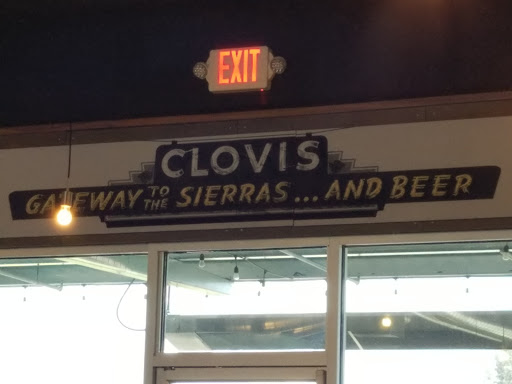 EXIT
CLOVIS
GATEWAY TO THE SIERRAS... AND BEER